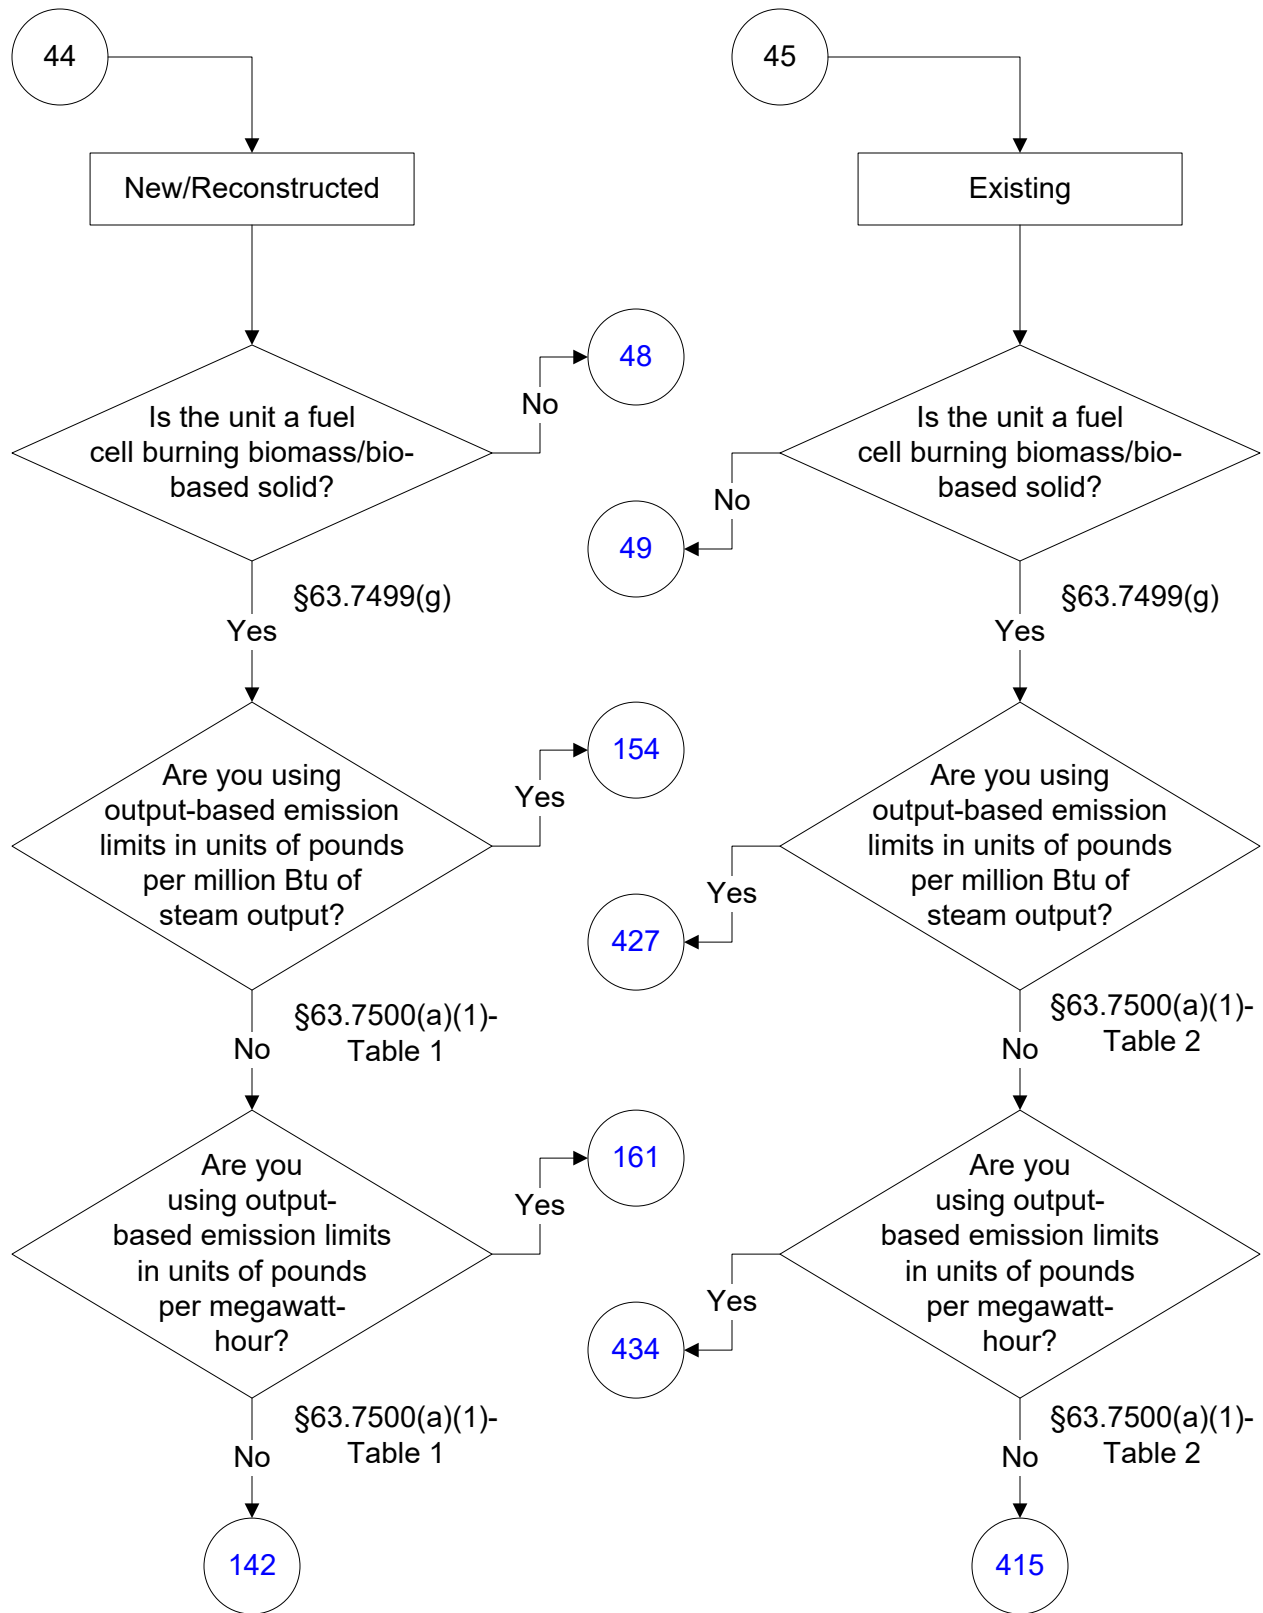 44
45
New/Reconstructed
Existing
Is the unit a fuel
cell burning biomass/bio-
based solid?
No
48
Is the unit a fuel
cell burning biomass/bio-
based solid?
No
49
§63.7499(g)
Yes
§63.7499(g)
Yes
Are you using
output-based emission
limits in units of pounds
per million Btu of
steam output?
Yes
154
Are you using
output-based emission
limits in units of pounds
per million Btu of
steam output?
Yes
427
§63.7500(a)(1)-
Table 1
No
§63.7500(a)(1)-
Table 2
No
Are you
using output-
based emission limits
in units of pounds
per megawatt-
hour?
Yes
161
Are you
using output-
based emission limits
in units of pounds
per megawatt-
hour?
Yes
434
§63.7500(a)(1)-
Table 1
No
§63.7500(a)(1)-
Table 2
No
142
415